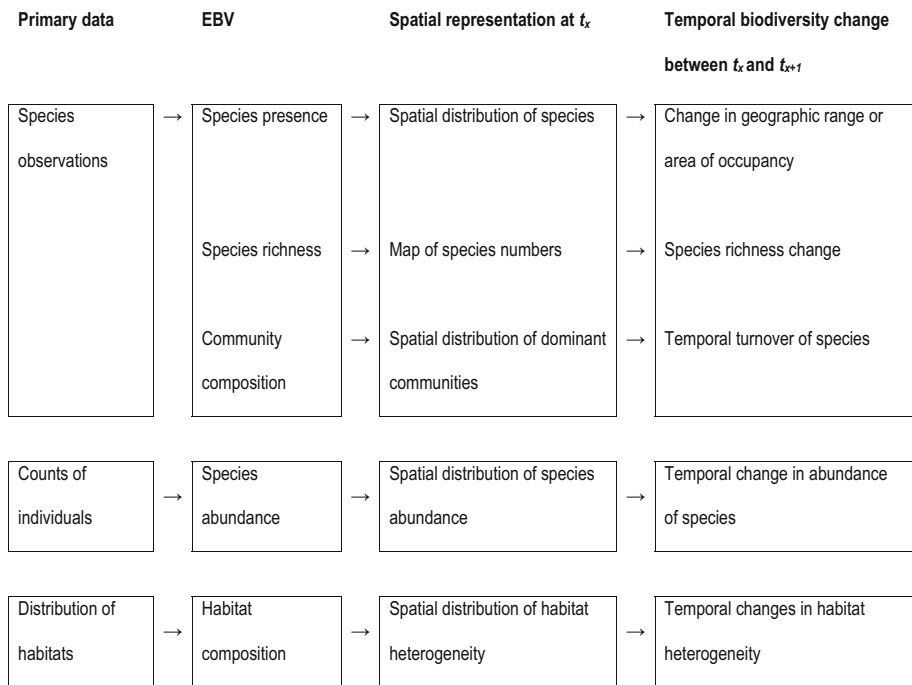 Primary data EBV Spatial representation at tx Temporal biodiversity change
between tx and tx+1
Species → Species presence → Spatial distribution of species → Change in geographic range or
observations area of occupancy
Species richness → Map of species numbers → Species richness change
Community → Spatial distribution of dominant → Temporal turnover of species
composition communities
Counts of → Species → Spatial distribution of species → Temporal change in abundance
individuals abundance abundance of species
Distribution of → Habitat → Spatial distribution of habitat → Temporal changes in habitat
habitats composition heterogeneity heterogeneity